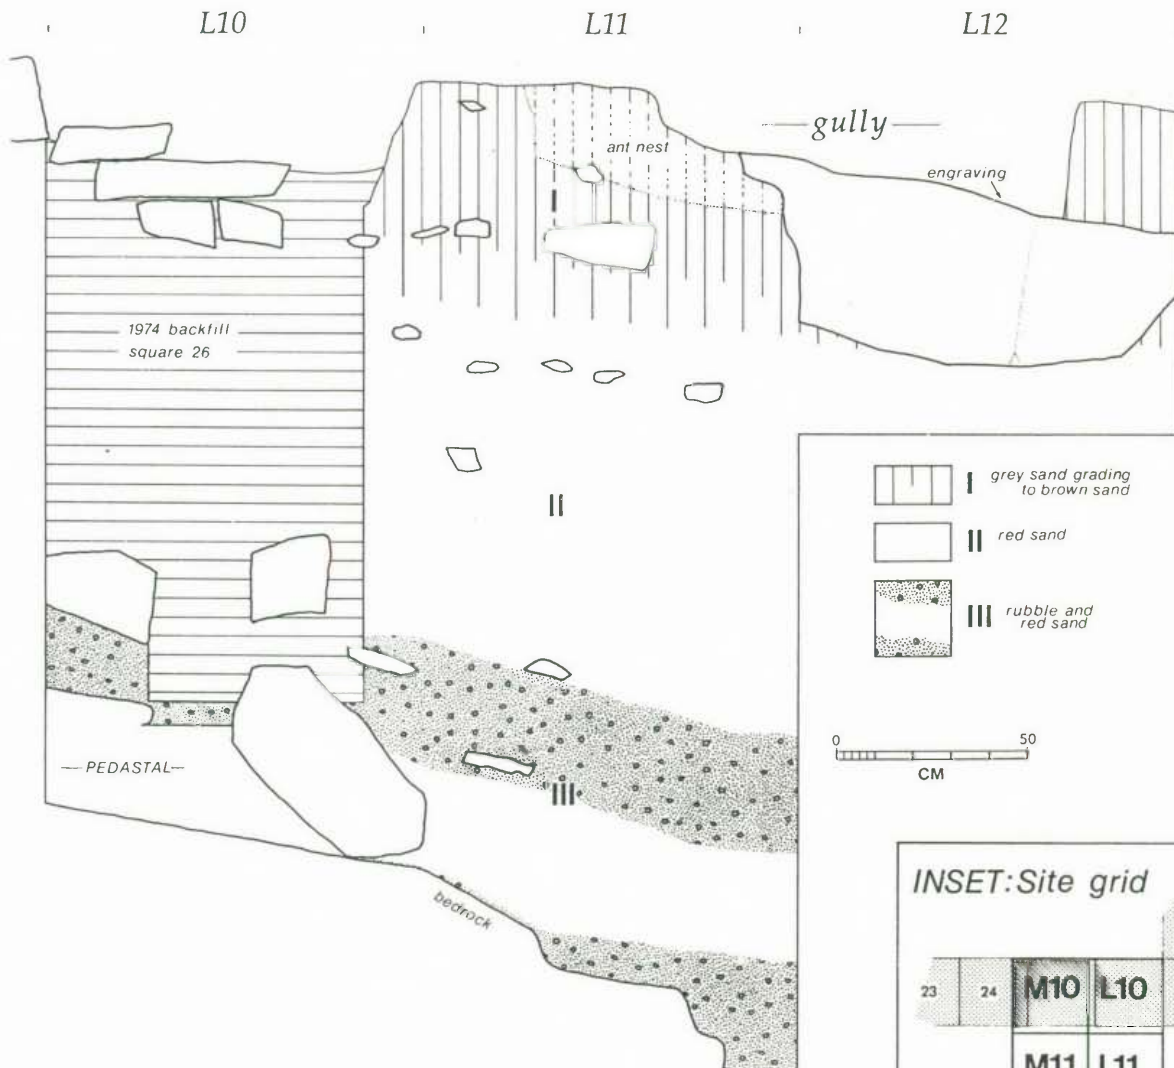 L10 L11 L12
gully
ant nest
engraving
I
1974 backfill
square 26
II
I grey sand grading
to brown sand
II red sand
III rubble and
red sand
0 50
CM
PEDASTAL
III
bedrock
INSET: Site grid
23 24 M10 L10
M11 L11